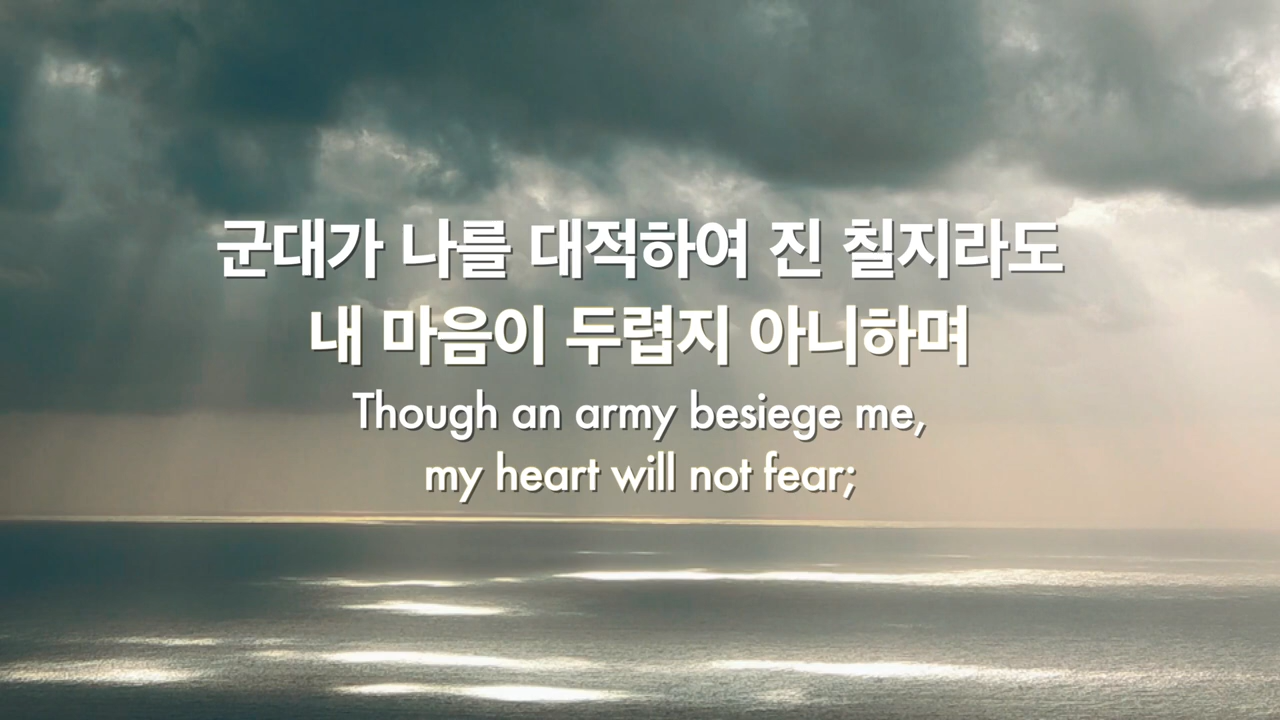 군대가 나를 대적하여 진 칠지라도
내 마음이 두렵지 아니하며
Though an army besiege me,
my heart will not fear;